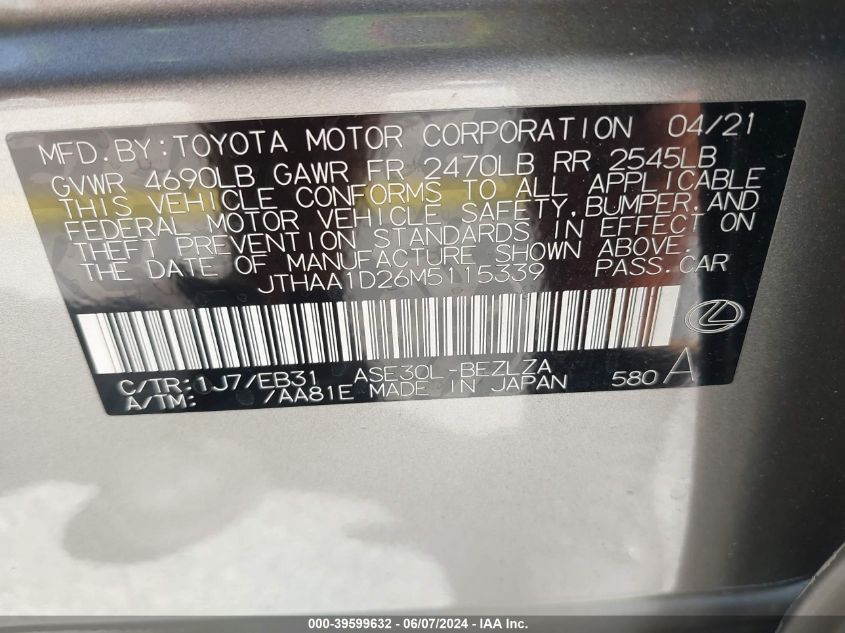 MFD. BY: TOYOTA MOTOR CORPORATION 04/21
GVWR 4690LB GAWR FR 2470LB RR 2545LB
THIS VEHICLE CONFORMS TO ALL APPLICABLE
FEDERAL MOTOR VEHICLE SAFETY, BUMPER, AND
THEFT PREVENTION STANDARDS IN EFFECT ON
THE DATE OF MANUFACTURE SHOWN ABOVE.
JTHAA1D26M5115339 PASS. CAR
C/TR: 1J7/EB31 ASE30L-BEZLZA
A/TM: /AA81E MADE IN JAPAN 580 A
000-39599632 / 06/07/2024 - IAA Inc.